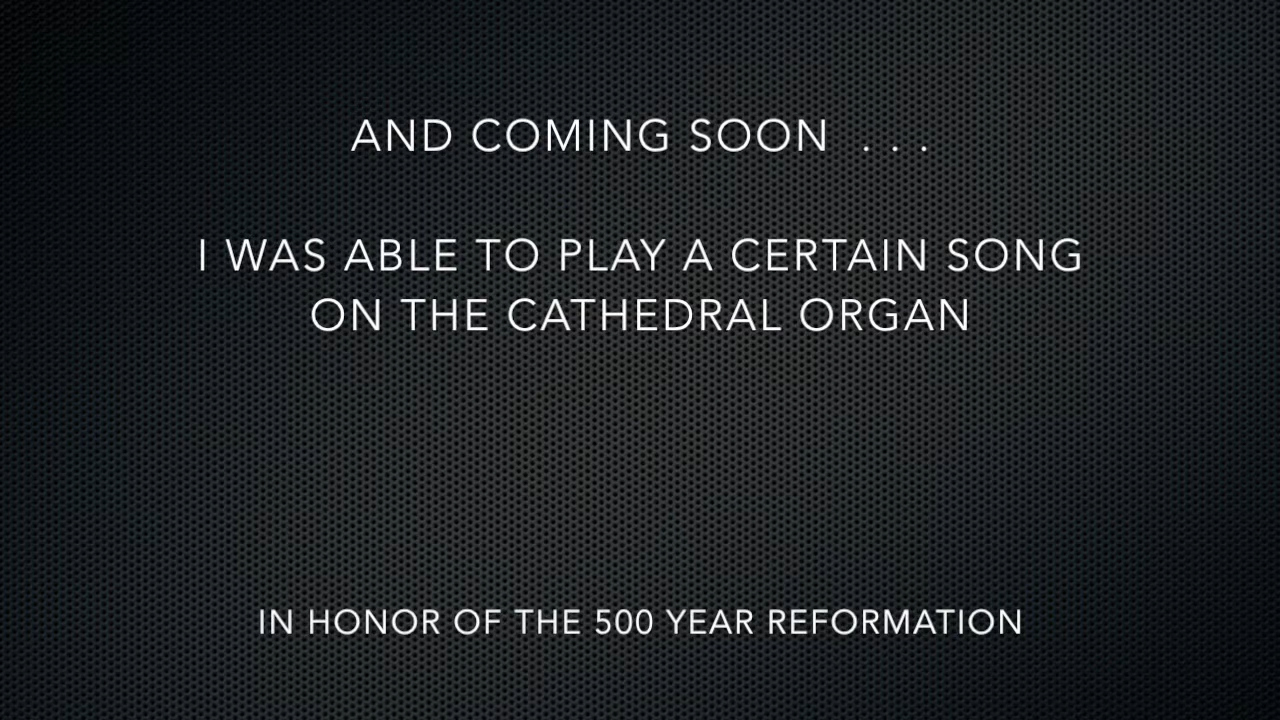 AND COMING SOON . . .
I WAS ABLE TO PLAY A CERTAIN SONG
ON THE CATHEDRAL ORGAN
IN HONOR OF THE 500 YEAR REFORMATION